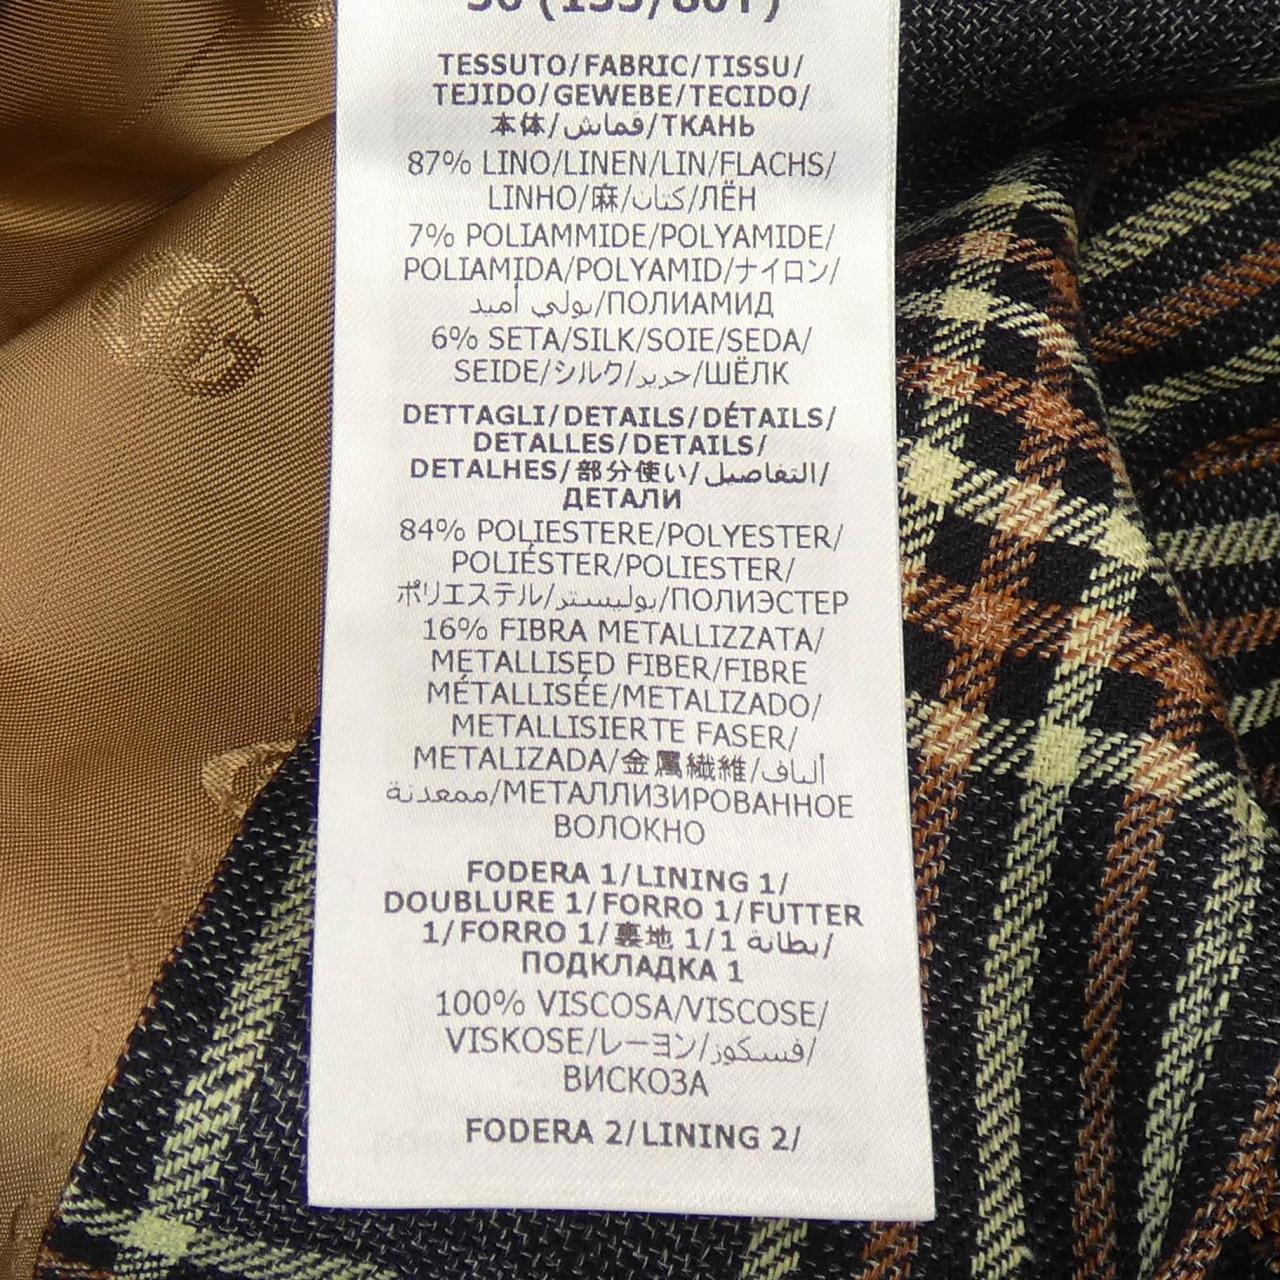 TESSUTO/FABRIC/TISSU/
TEJIDO/GEWEBE/TECIDO/
本体/قماش/ТКАНЬ
87% LINO/LINEN/LIN/FLACHS/
LINHO/麻/كتان/ЛЁН
7% POLIAMMIDE/POLYAMIDE/
POLIAMIDA/POLYAMID/ナイロン/
بولي أميد/ПОЛИАМИД
6% SETA/SILK/SOIE/SEDA/
SEIDE/シルク/حرير/ШЁЛК
DETTAGLI/DETAILS/DÉTAILS/
DETALLES/DETAILS/
DETALHES/部分使い/التفاصيل/
ДЕТАЛИ
84% POLIESTERE/POLYESTER/
POLIÉSTER/POLIESTER/
ポリエステル/بوليستر/ПОЛИЭСТЕР
16% FIBRA METALLIZZATA/
METALLISED FIBER/FIBRE
MÉTALLISÉE/METALIZADO/
METALLISIERTE FASER/
METALIZADA/金属繊維/ألياف
ممعدنة/МЕТАЛЛИЗИРОВАННОЕ
ВОЛОКНО
FODERA 1/LINING 1/
DOUBLURE 1/FORRO 1/FUTTER
1/FORRO 1/裏地 1/1 بطانة/
ПОДКЛАДКА 1
100% VISCOSA/VISCOSE/
VISKOSE/レーヨン/فسكوز/
ВИСКОЗА
FODERA 2/LINING 2/